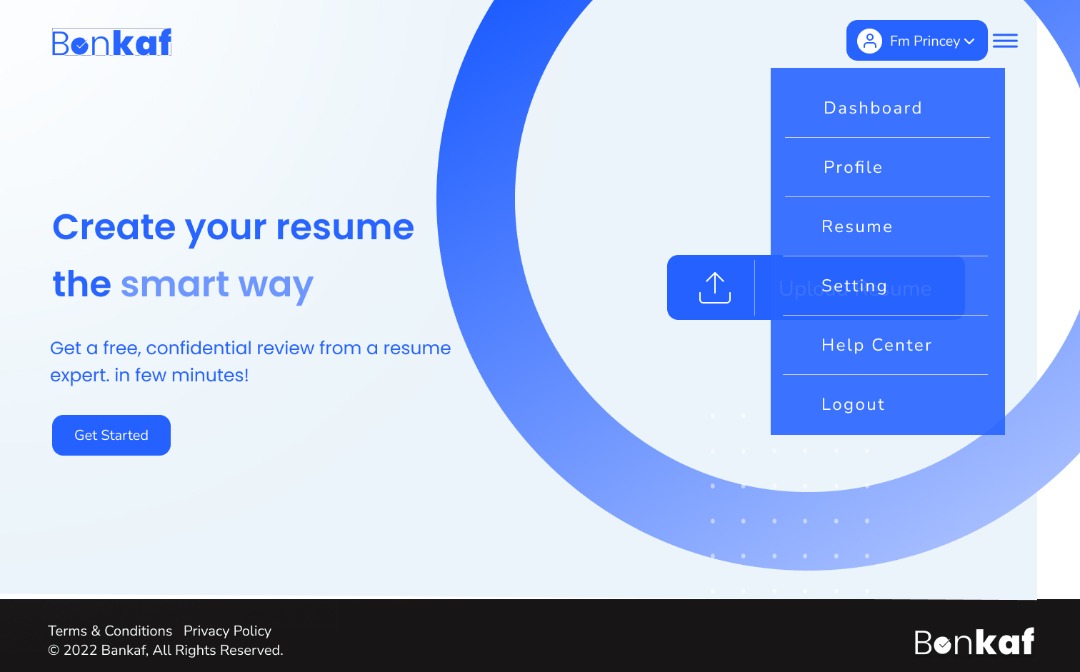 Bonkaf
Fm Princey
Dashboard
Profile
Create your resume
the smart way
Resume
Upload Resume
Setting
Get a free, confidential review from a resume
expert. in few minutes!
Help Center
Get Started
Logout
Terms & Conditions Privacy Policy
© 2022 Bankaf, All Rights Reserved.
Bonkaf